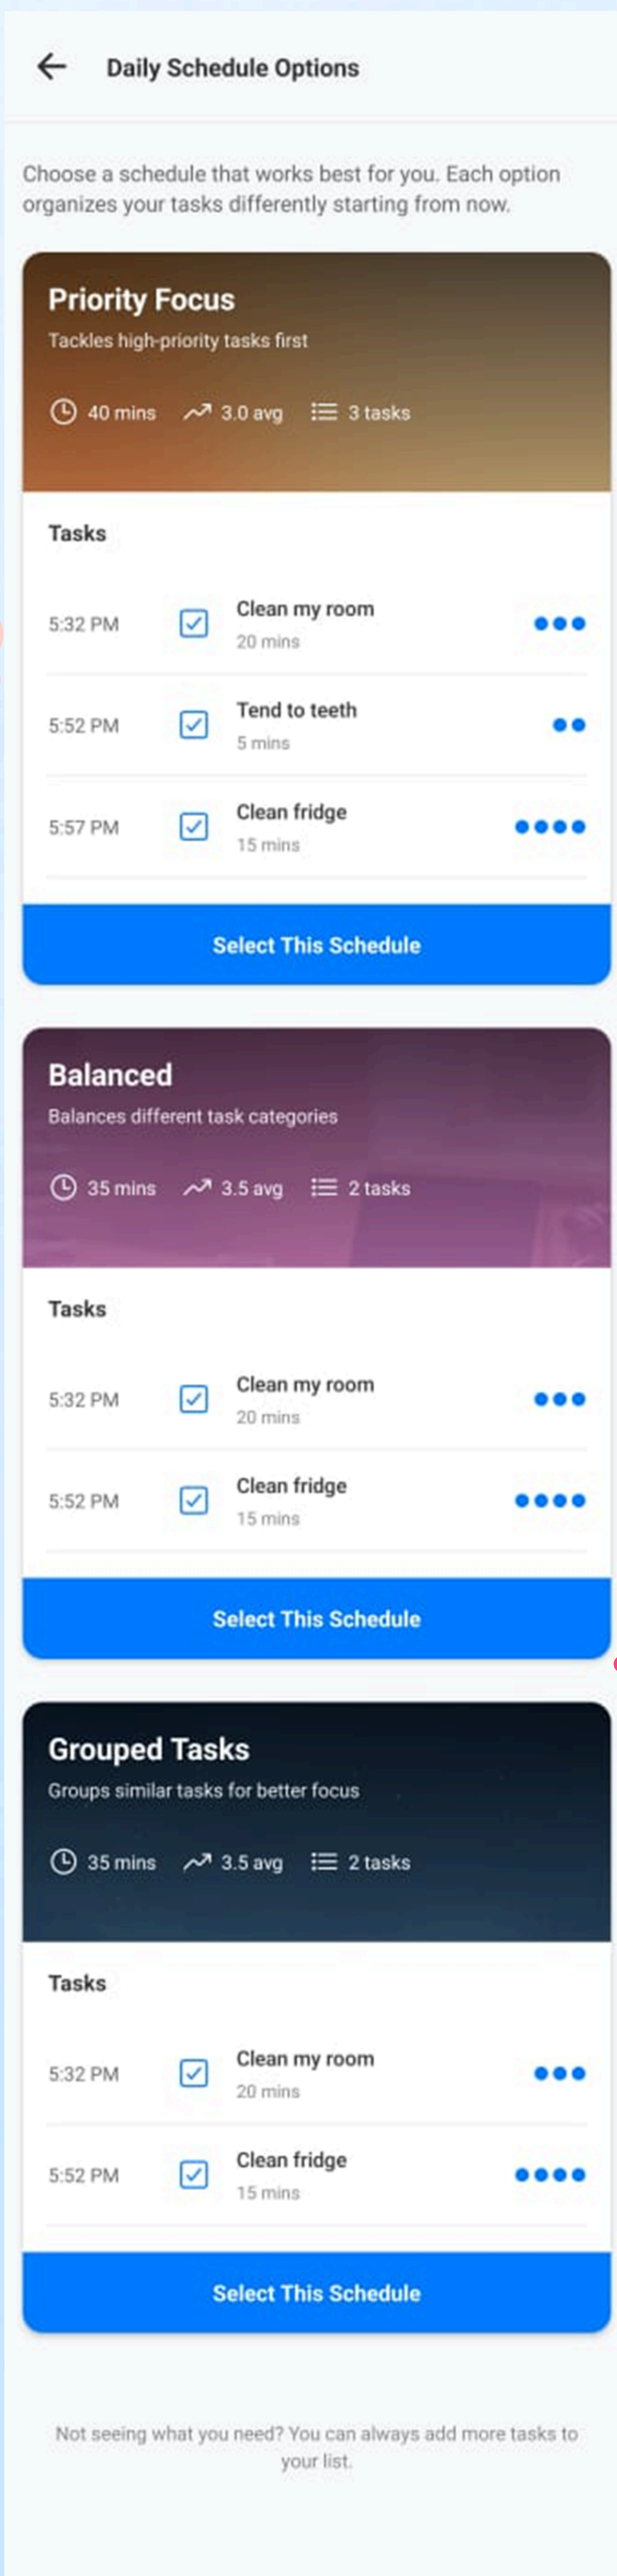 Daily Schedule Options
Choose a schedule that works best for you. Each option
organizes your tasks differently starting from now.
Priority Focus
Tackles high-priority tasks first
40 mins 3.0 avg 3 tasks
Tasks
5:32 PM Clean my room
20 mins
5:52 PM Tend to teeth
5 mins
5:57 PM Clean fridge
15 mins
Select This Schedule
Balanced
Balances different task categories
35 mins 3.5 avg 2 tasks
Tasks
5:32 PM Clean my room
20 mins
5:52 PM Clean fridge
15 mins
Select This Schedule
Grouped Tasks
Groups similar tasks for better focus
35 mins 3.5 avg 2 tasks
Tasks
5:32 PM Clean my room
20 mins
5:52 PM Clean fridge
15 mins
Select This Schedule
Not seeing what you need? You can always add more tasks to
your list.